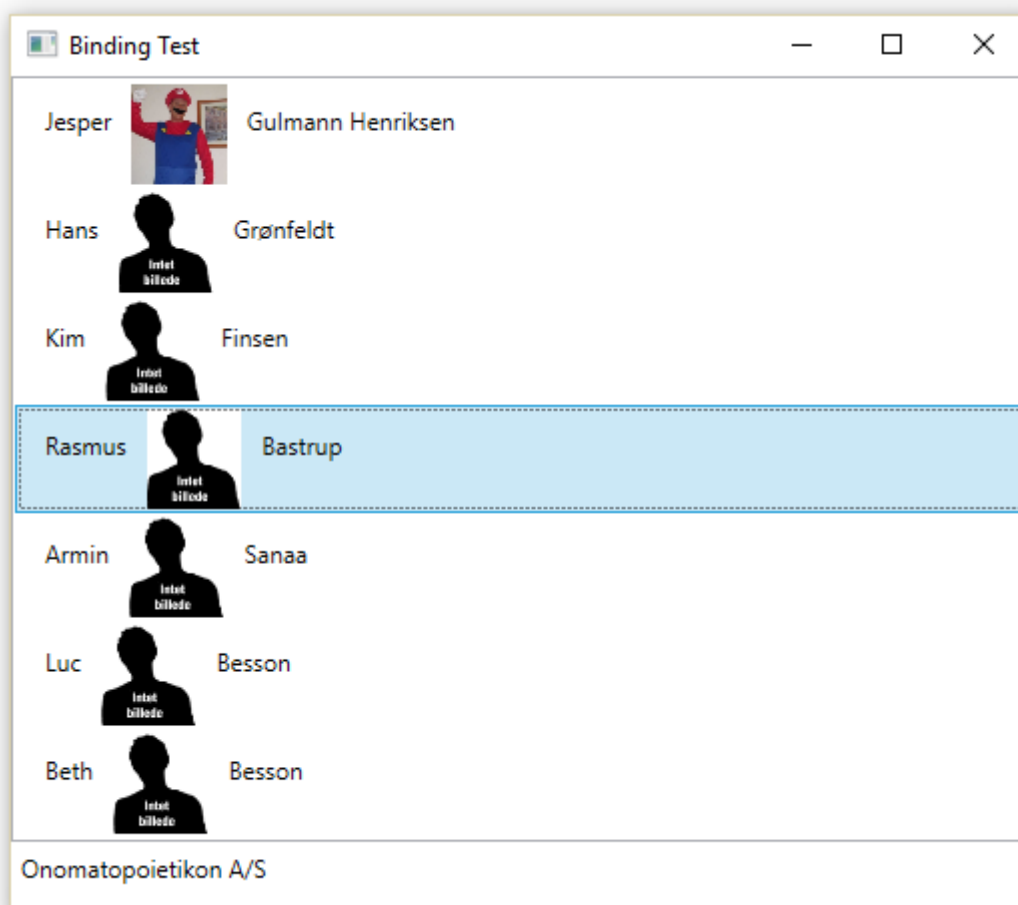 Binding Test
Jesper Gulmann Henriksen
Hans Intet billede Grønfeldt
Kim Intet billede Finsen
Rasmus Intet billede Bastrup
Armin Intet billede Sanaa
Luc Intet billede Besson
Beth Intet billede Besson
Onomatopoietikon A/S